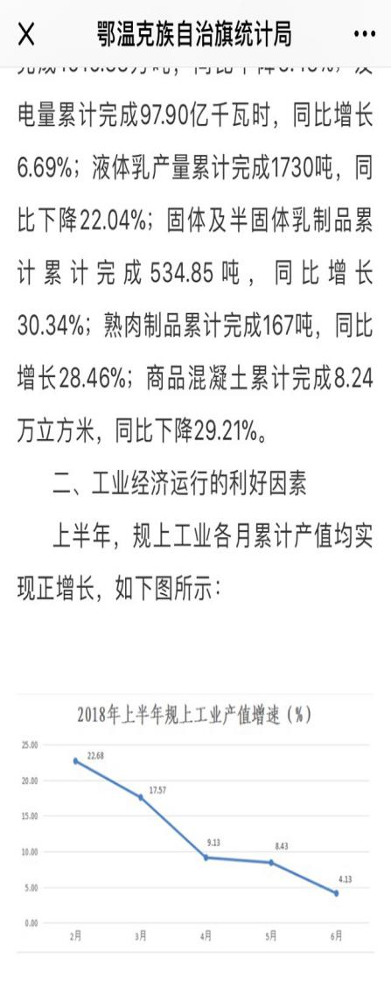 鄂温克族自治旗统计局
电量累计完成97.90亿千瓦时，同比增长
6.69%；液体乳产量累计完成1730吨，同
比下降22.04%；固体及半固体乳制品累
计累计完成534.85吨，同比增长
30.34%；熟肉制品累计完成167吨，同比
增长28.46%；商品混凝土累计完成8.24
万立方米，同比下降29.21%。
二、工业经济运行的利好因素
上半年，规上工业各月累计产值均实
现正增长，如下图所示：
2018年上半年规上工业产值增速（%）
25.00
22.68
20.00
17.57
15.00
10.00
9.13
8.43
5.00
4.13
0.00
2月 3月 4月 5月 6月